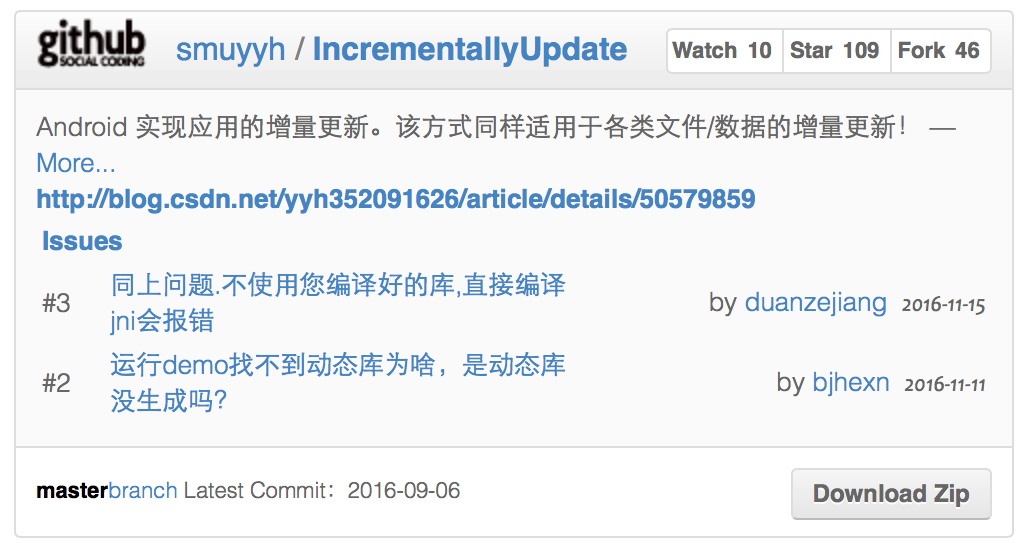 github
SOCIAL CODING
smuyyh / IncrementallyUpdate
Watch 10 Star 109 Fork 46
Android 实现应用的增量更新。该方式同样适用于各类文件/数据的增量更新！ —
More...
http://blog.csdn.net/yyh352091626/article/details/50579859
Issues
#3 同上问题.不使用您编译好的库,直接编译
jni会报错
by duanzejiang 2016-11-15
#2 运行demo找不到动态库为啥，是动态库
没生成吗?
by bjhexn 2016-11-11
masterbranch Latest Commit：2016-09-06
Download Zip